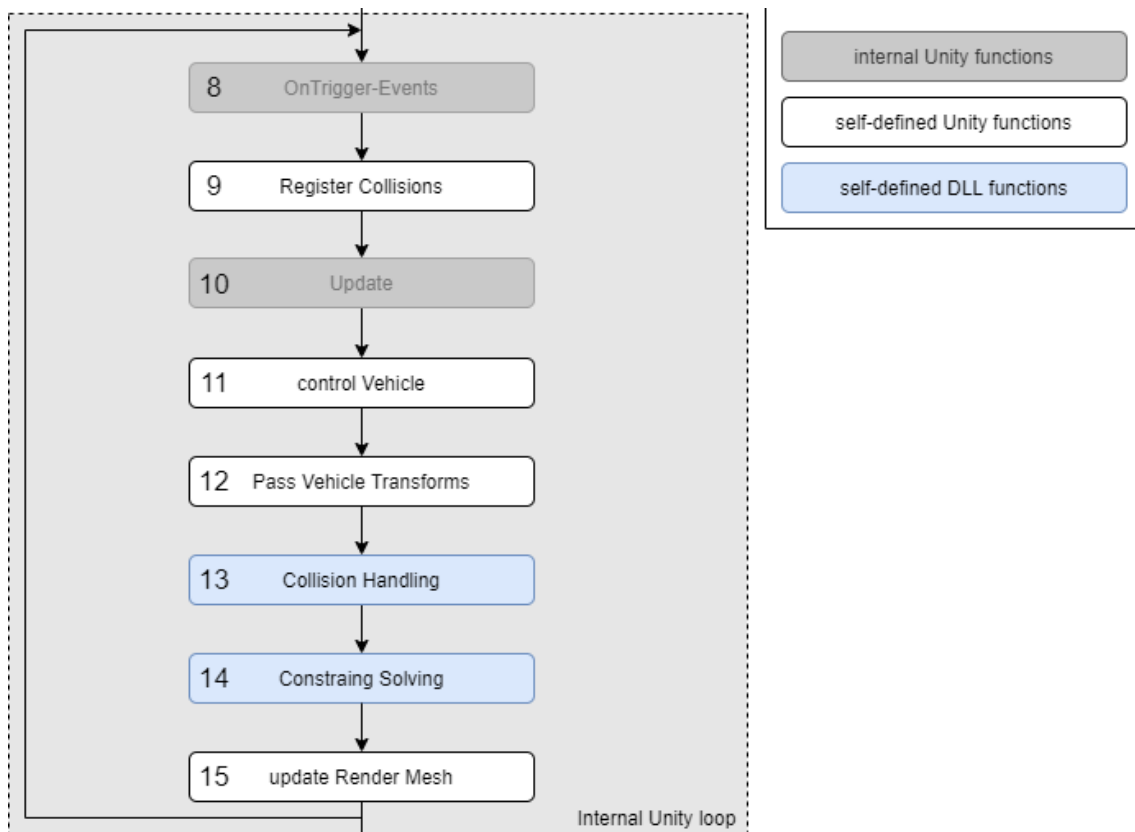 8 OnTrigger-Events
9 Register Collisions
10 Update
11 control Vehicle
12 Pass Vehicle Transforms
13 Collision Handling
14 Constraing Solving
15 update Render Mesh
Internal Unity loop
internal Unity functions
self-defined Unity functions
self-defined DLL functions